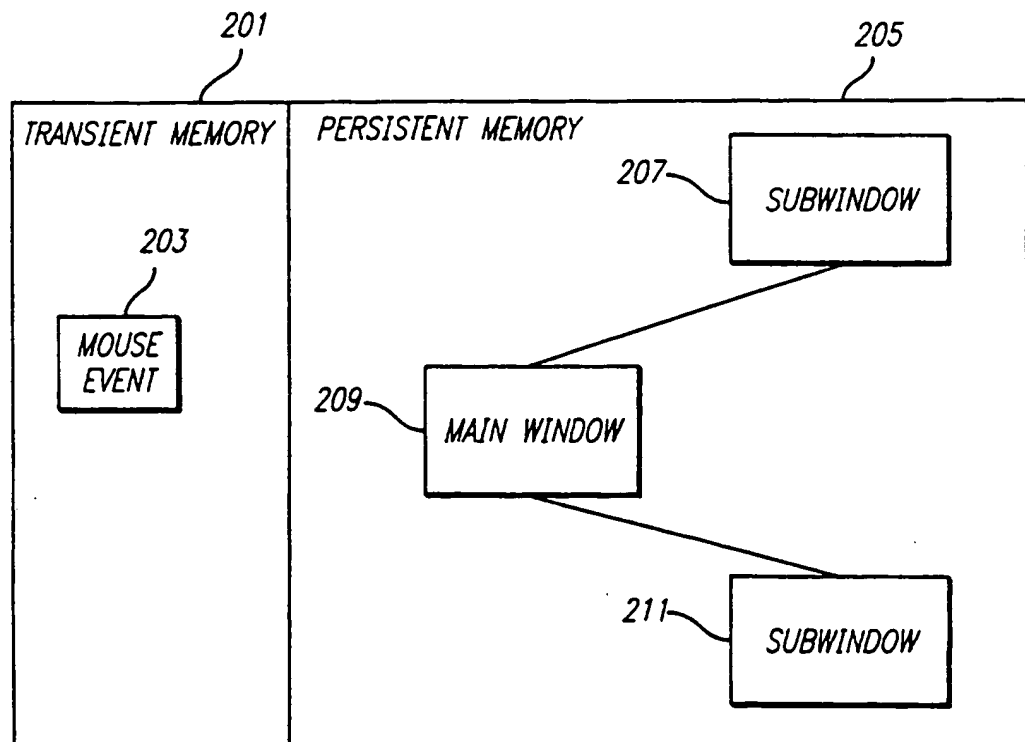 201
205
TRANSIENT MEMORY
PERSISTENT MEMORY
207
SUBWINDOW
203
MOUSE
EVENT
209
MAIN WINDOW
211
SUBWINDOW